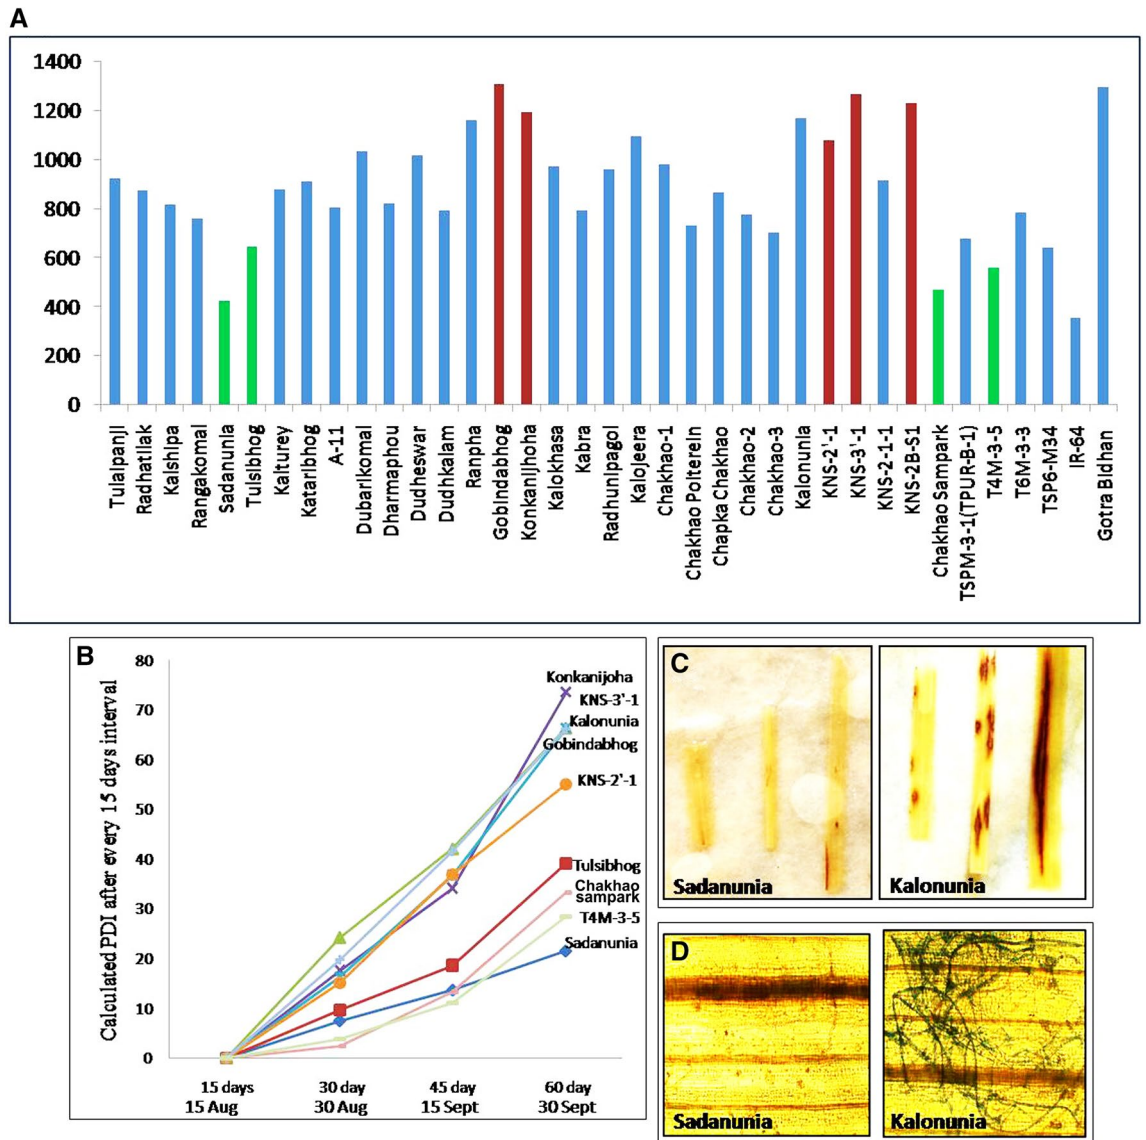 A
1400
1200
1000
800
600
400
200
0
Tulaipanji
Radhatilak
Kalshipa
Rangakomal
Sadanunia
Tulsibhog
Kalturey
Kataribhog
A-11
Dubarikomal
Dharmaphou
Dudheswar
Dudhkalam
Ranpha
Gobindabhog
Konkanijhoha
Kalokhasa
Kabra
Radhunipagol
Kalojeera
Chakhao-1
Chakhao Polterein
Chapka Chakhao
Chakhao-2
Chakhao-3
Kalonunia
KNS-2'-1
KNS-3'-1
KNS-2-1-1
KNS-2B-S1
Chakhao Sampark
TSPM-3-1(TPUR-B-1)
T4M-3-5
T6M-3-3
TSP6-M34
IR-64
Gotra Bidhan
B
Calculated PDI after every 15 days interval
80
70
60
50
40
30
20
10
0
Konkanijoha
KNS-3'-1
Kalonunia
Gobindabhog
KNS-2'-1
Tulsibhog
Chakhao
sampark
T4M-3-5
Sadanunia
15 days 30 day 45 day 60 day
15 Aug 30 Aug 15 Sept 30 Sept
C
Sadanunia
Kalonunia
D
Sadanunia
Kalonunia